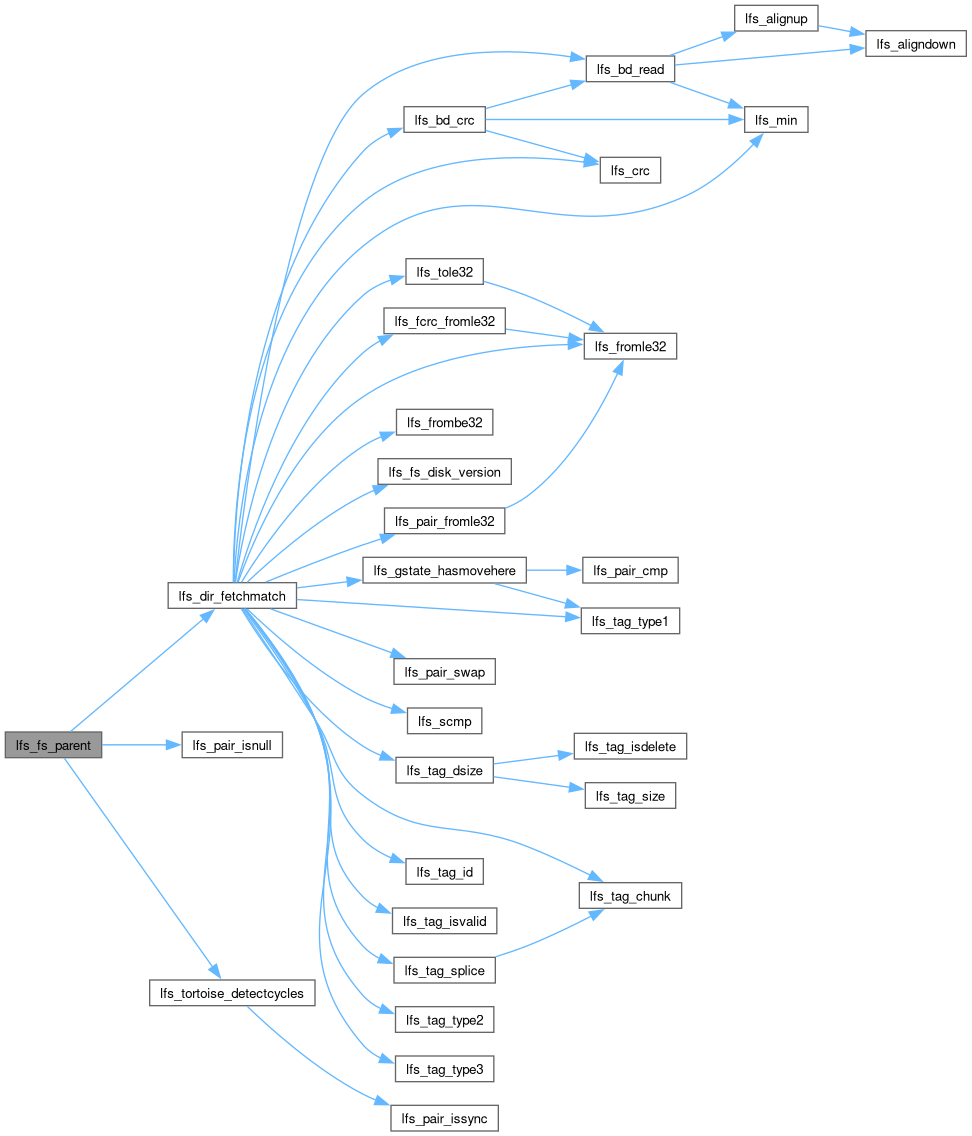 lfs_alignup
lfs_aligndown
lfs_bd_read
lfs_bd_crc
lfs_min
lfs_crc
lfs_tole32
lfs_fcrc_fromle32
lfs_fromle32
lfs_frombe32
lfs_fs_disk_version
lfs_pair_fromle32
lfs_gstate_hasmovehere
lfs_pair_cmp
lfs_dir_fetchmatch
lfs_tag_type1
lfs_pair_swap
lfs_scmp
lfs_fs_parent
lfs_pair_isnull
lfs_tag_isdelete
lfs_tag_dsize
lfs_tag_size
lfs_tag_id
lfs_tag_chunk
lfs_tag_isvalid
lfs_tag_splice
lfs_tortoise_detectcycles
lfs_tag_type2
lfs_tag_type3
lfs_pair_issync